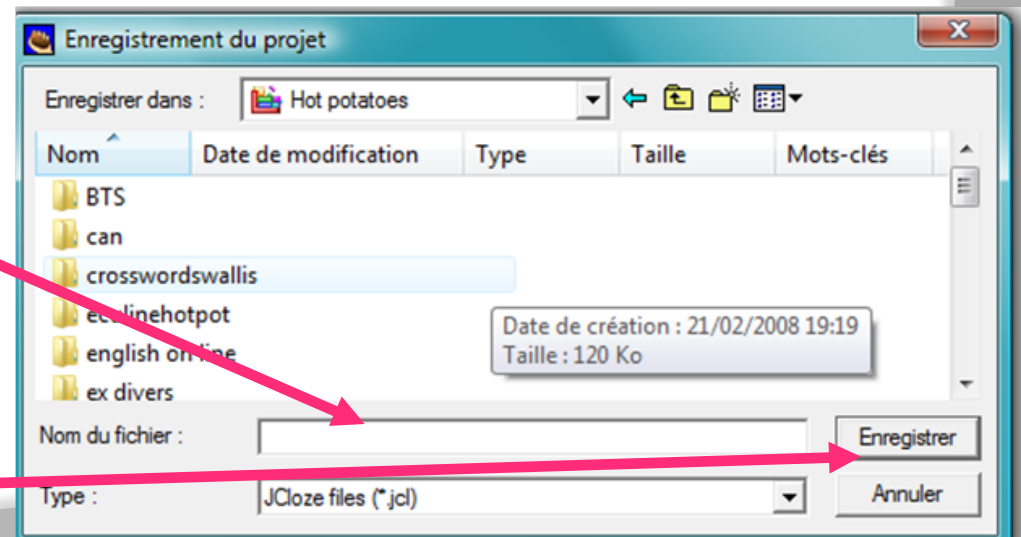 Enregistrement du projet
Enregistrer dans : Hot potatoes
Nom Date de modification Type Taille Mots-clés
BTS
can
crosswordswallis
ecolinehotpot
english on line
ex divers
Date de création : 21/02/2008 19:19
Taille : 120 Ko
Nom du fichier : Enregistrer
Type : JCloze files (*.jcl) Annuler